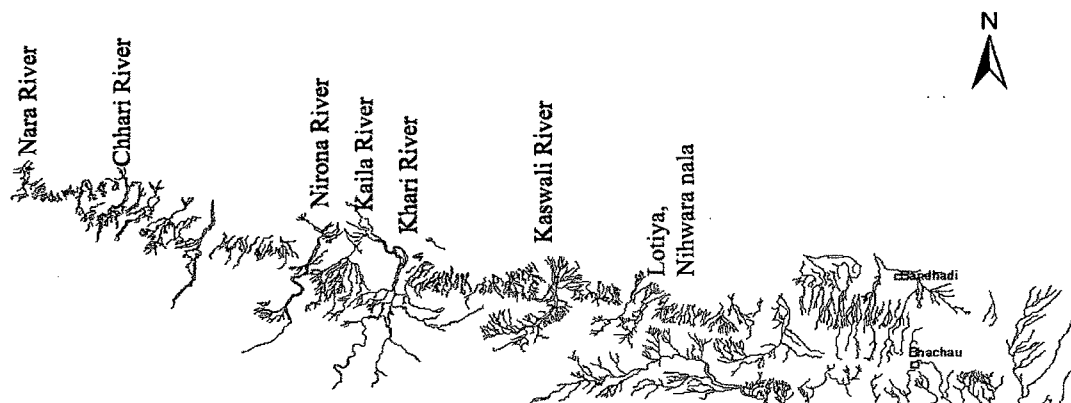 N
Nara River
Chhari River
Nirona River
Kaila River
Khari River
Kaswali River
Lotiya,
Nihwara nala
Bhachau